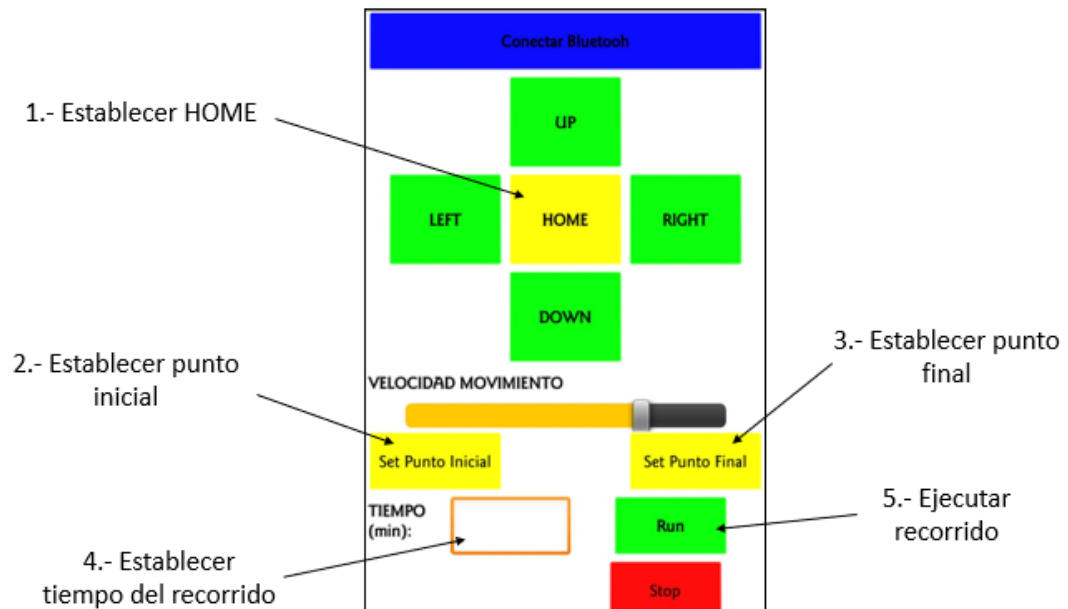 Conectar Bluetooh
1.- Establecer HOME
UP
LEFT
HOME
RIGHT
DOWN
2.- Establecer punto
inicial
3.- Establecer punto
final
VELOCIDAD MOVIMIENTO
Set Punto Inicial
Set Punto Final
TIEMPO
(min):
Run
5.- Ejecutar
recorrido
4.- Establecer
tiempo del recorrido
Stop